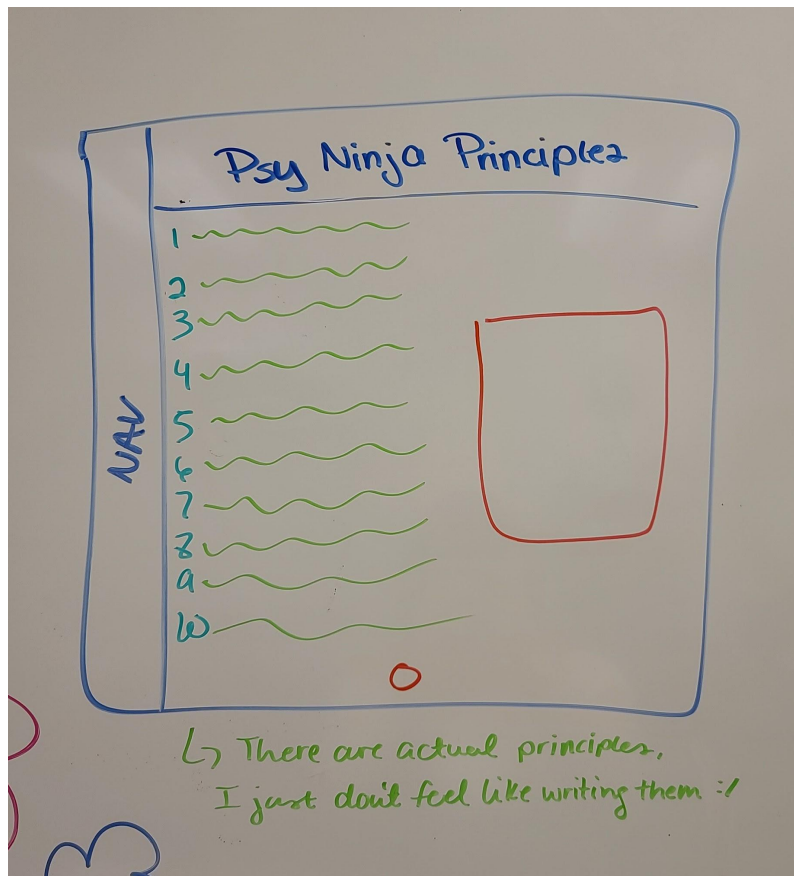 Psy Ninja Principles
NAV
1
2
3
4
5
6
7
8
9
10
↳ There are actual principles,
I just don't feel like writing them :/